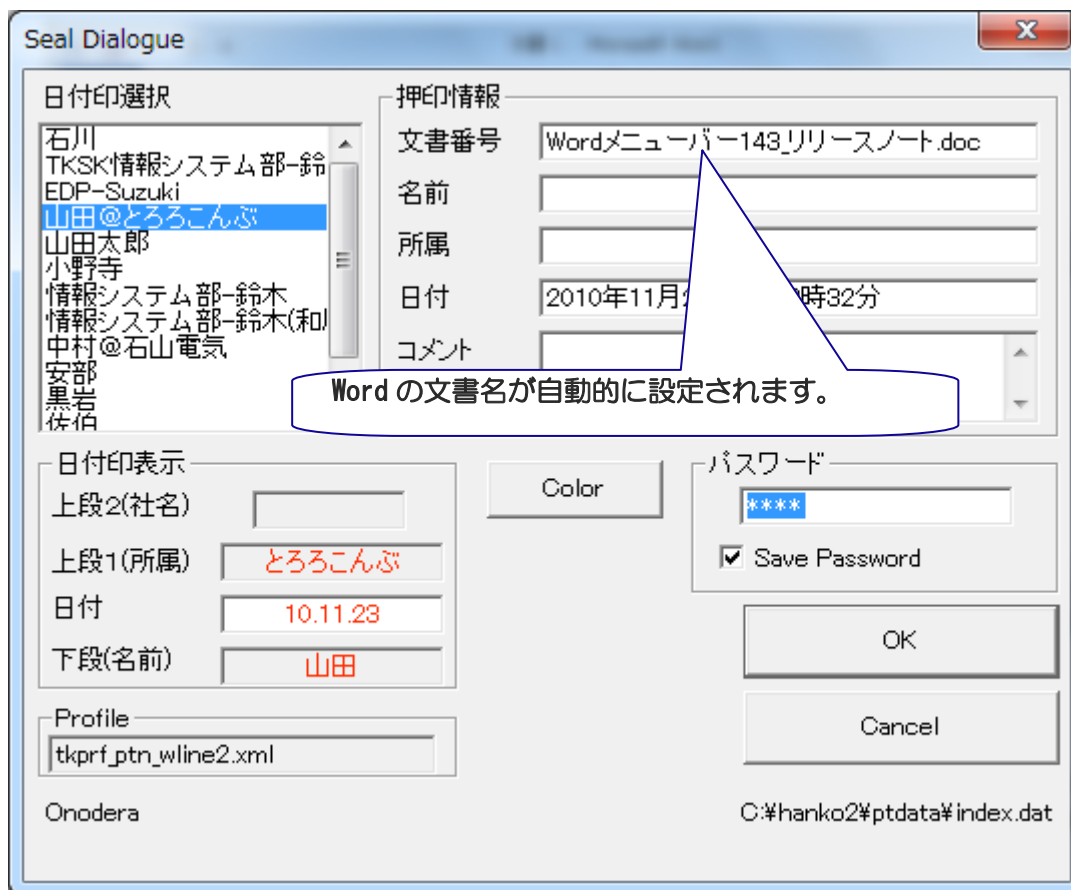 Seal Dialogue
日付印選択
石川
TKSK情報システム部-鈴
EDP-Suzuki
山田@とろろこんぶ
山田太郎
小野寺
情報システム部-鈴木
情報システム部-鈴木(和
中村@石山電気
安部
黒岩
佐伯
押印情報
文書番号 Wordメニューバー143_リリースノート.doc
名前
所属
日付 2010年11月 時32分
コメント
Word の文書名が自動的に設定されます。
日付印表示
上段2(社名)
上段1(所属) とろろこんぶ
日付 10.11.23
下段(名前) 山田
Color
パスワード
****
Save Password
OK
Cancel
Profile
tkprf_ptn_wline2.xml
Onodera
C:¥hanko2¥ptdata¥index.dat